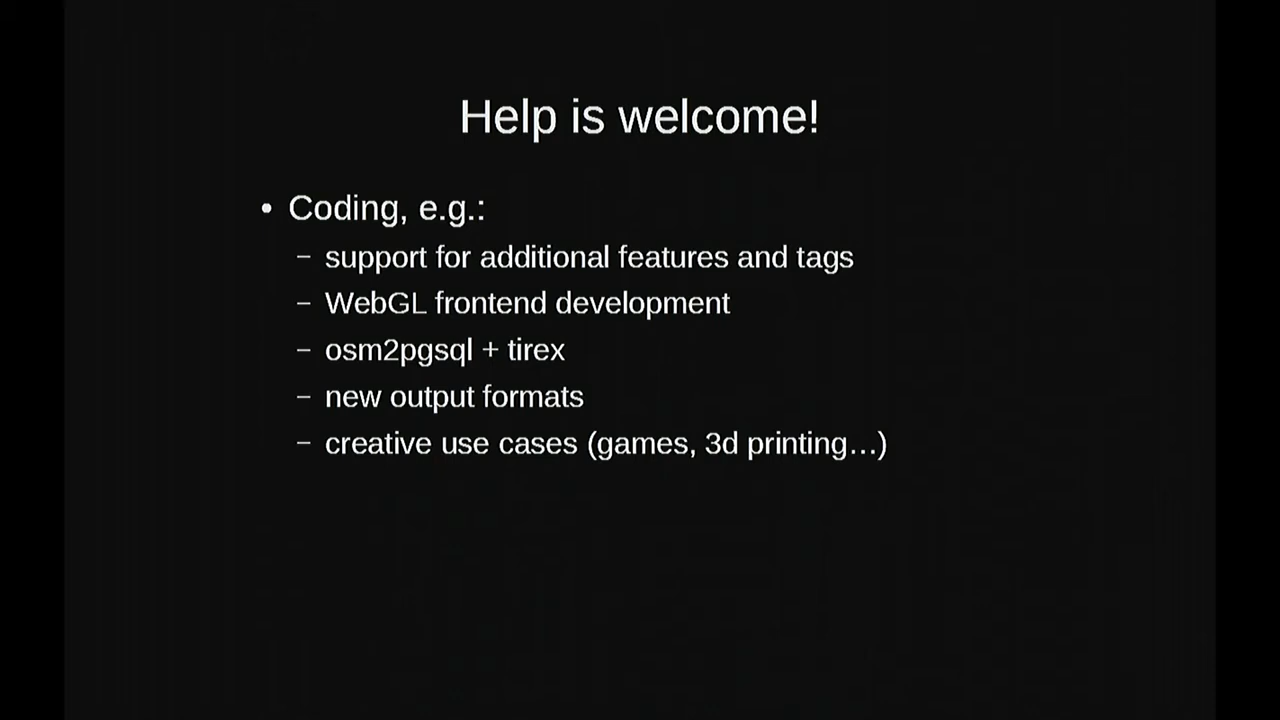 Help is welcome!
• Coding, e.g.:
– support for additional features and tags
– WebGL frontend development
– osm2pgsql + tirex
– new output formats
– creative use cases (games, 3d printing…)